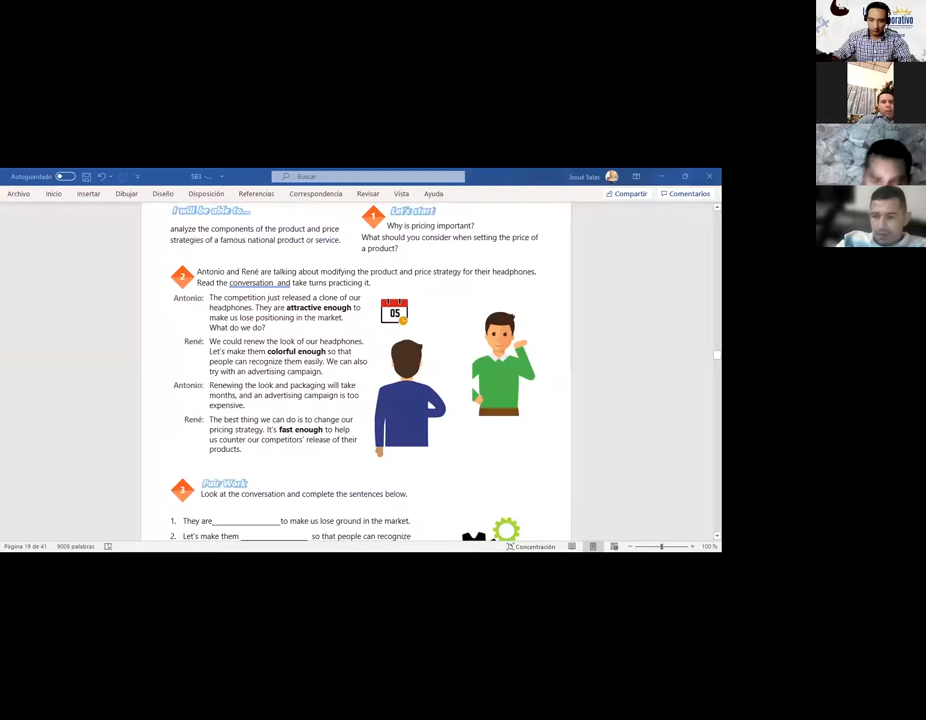 Autoguardado
SB3 -...
Buscar
Josué Salas
Archivo Inicio Insertar Dibujar Diseño Disposición Referencias Correspondencia Revisar Vista Ayuda
Compartir Comentarios
I will be able to...
analyze the components of the product and price
strategies of a famous national product or service.
1 Let's start
Why is pricing important?
What should you consider when setting the price of
a product?
2 Antonio and René are talking about modifying the product and price strategy for their headphones.
Read the conversation and take turns practicing it.
Antonio: The competition just released a clone of our
headphones. They are attractive enough to
make us lose positioning in the market.
What do we do?
René: We could renew the look of our headphones.
Let's make them colorful enough so that
people can recognize them easily. We can also
try with an advertising campaign.
Antonio: Renewing the look and packaging will take
months, and an advertising campaign is too
expensive.
René: The best thing we can do is to change our
pricing strategy. It's fast enough to help
us counter our competitors' release of their
products.
05
3 Pair Work
Look at the conversation and complete the sentences below.
1. They are________________to make us lose ground in the market.
2. Let's make them ________________ so that people can recognize
Página 19 de 41 9009 palabras
Concentración
100 %